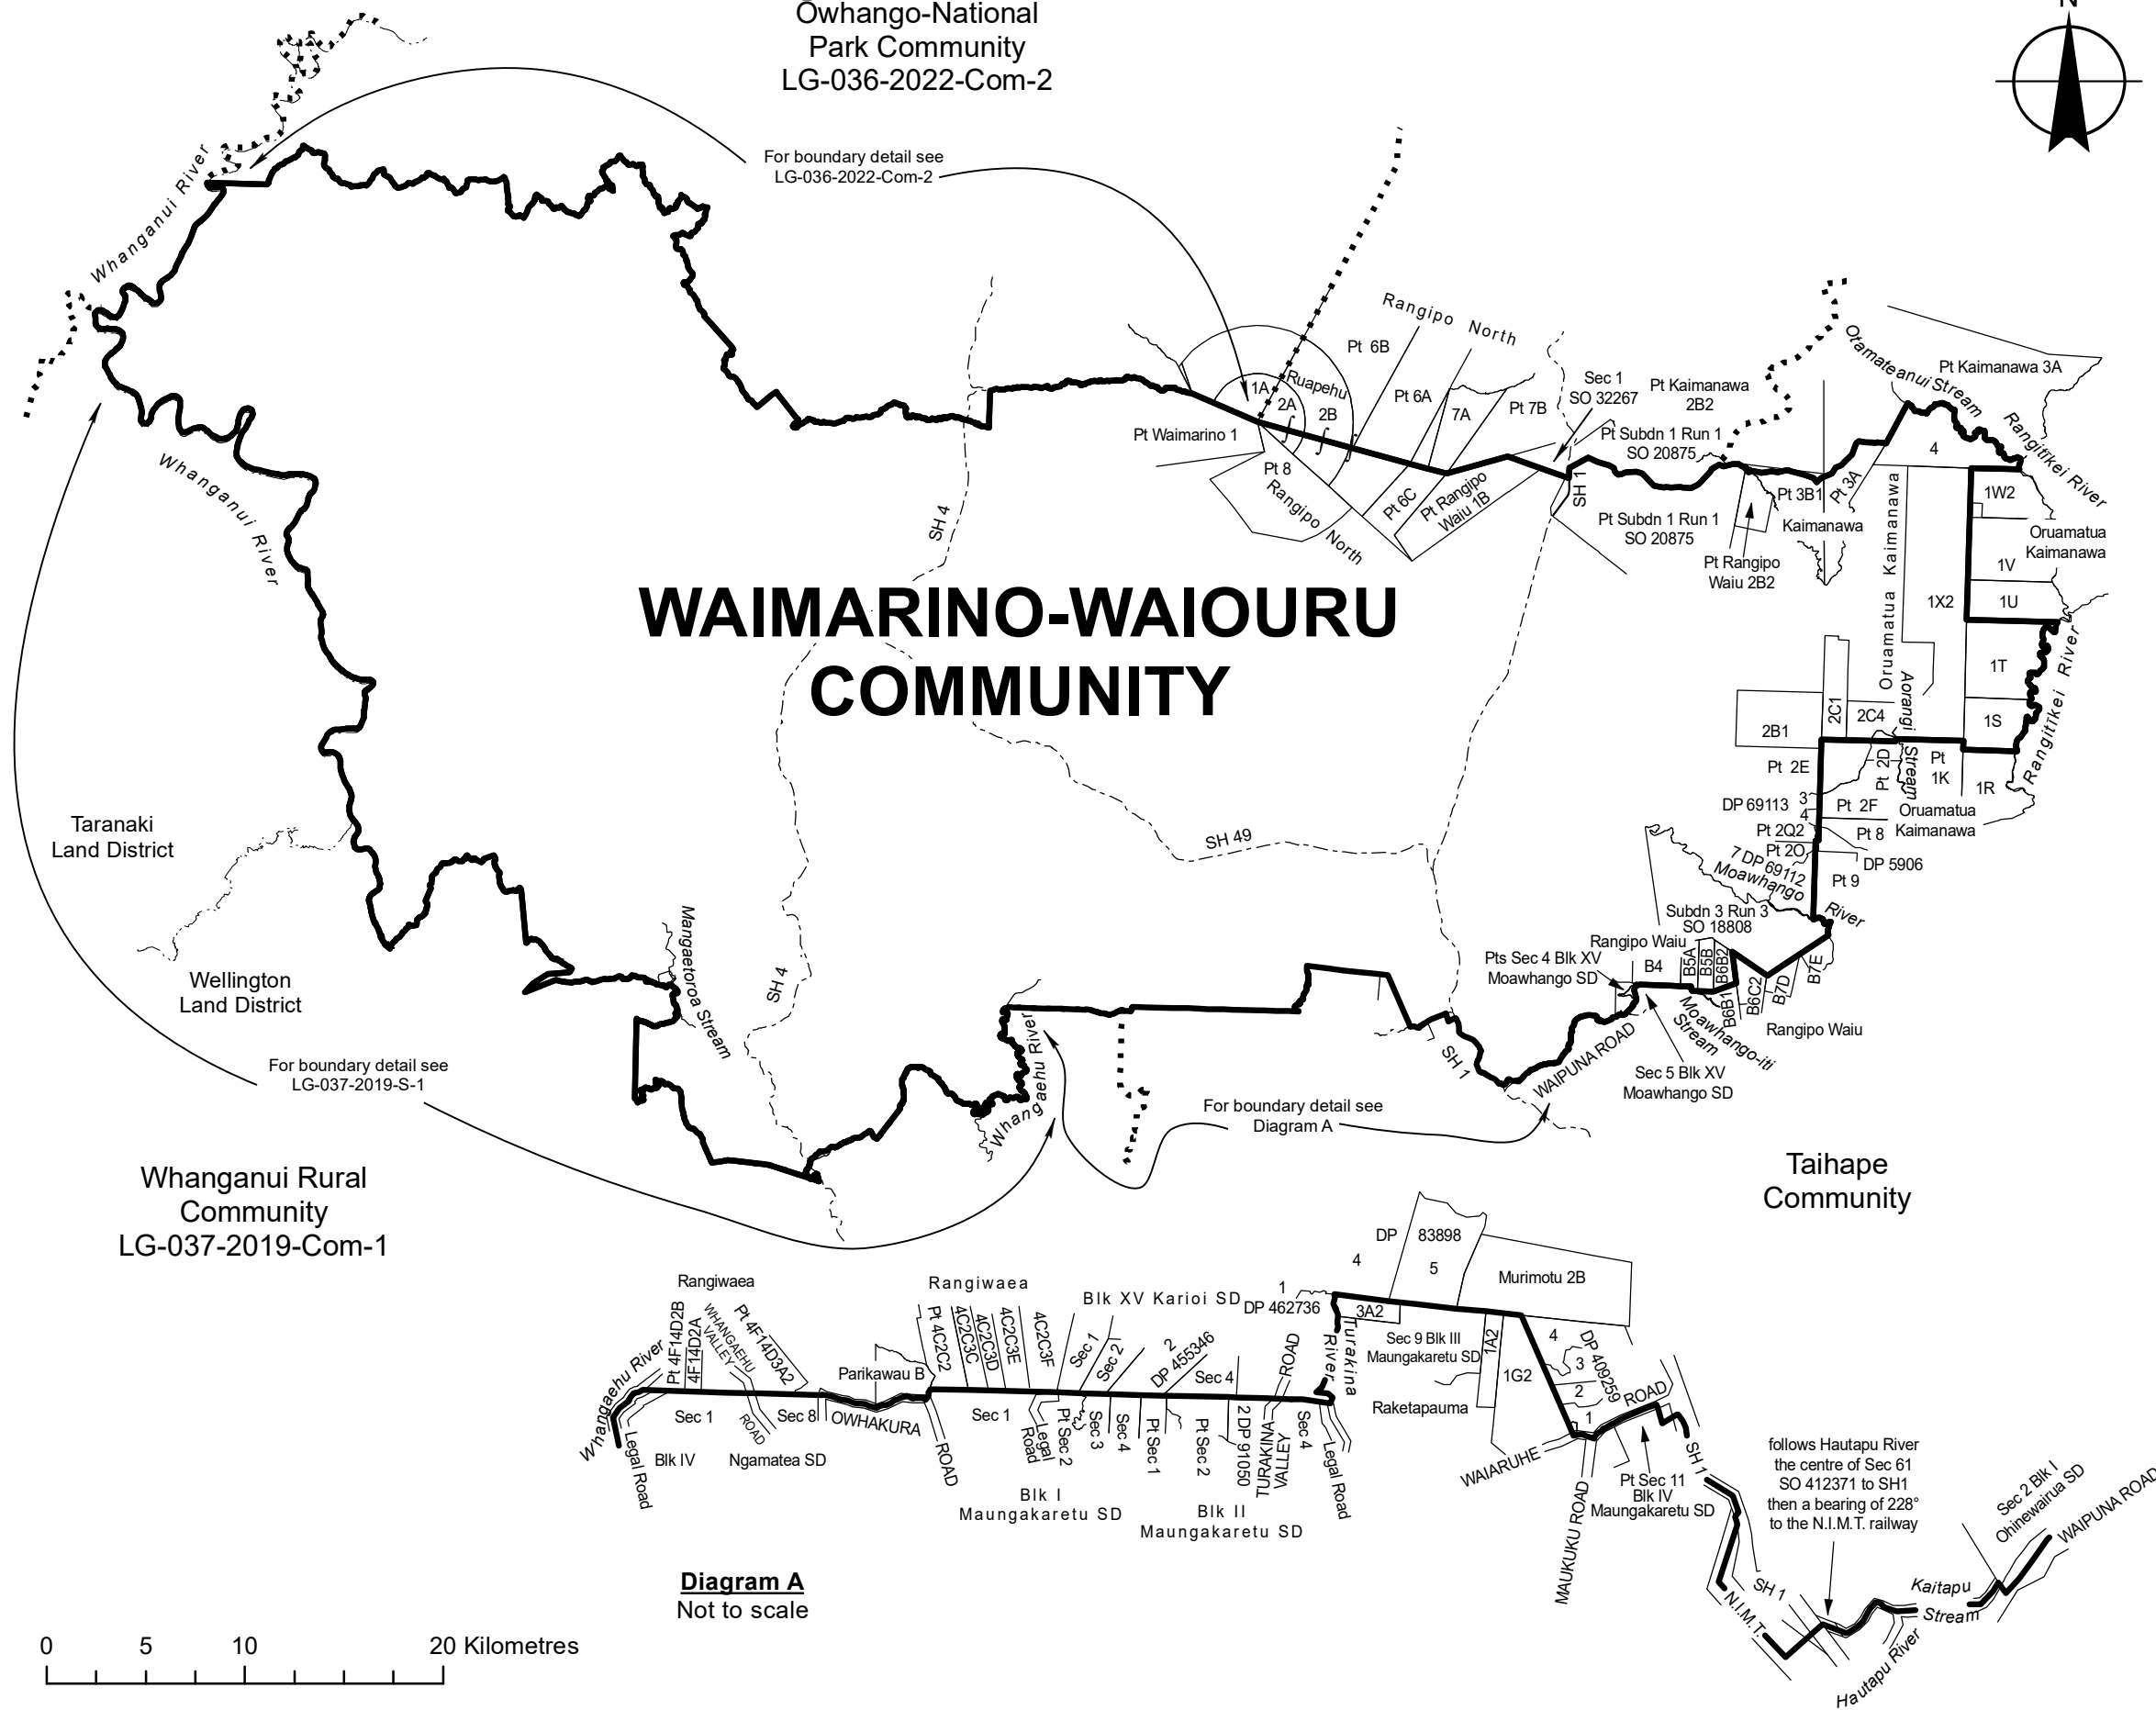 Owhango-National
Park Community
LG-036-2022-Com-2
N
For boundary detail see
LG-036-2022-Com-2
Whanganui River
Whanganui River
Rangipo North
Pt 6B
Ruapehu
1A
2A
2B
Pt 6A
7A
Pt 7B
Sec 1
SO 32267
Pt Kaimanawa
2B2
Pt Subdn 1 Run 1
SO 20875
Otamateanui Stream
Pt Kaimanawa 3A
Rangitikei River
Pt Waimarino 1
Pt 8
Rangipo North
Pt 6C
Pt Rangipo
Waiu 1B
SH 1
Pt Subdn 1 Run 1
SO 20875
Pt 3B1
Pt 3A
Kaimanawa
Pt Rangipo
Waiu 2B2
4
Oruamatua Kaimanawa
1W2
Oruamatua
Kaimanawa
1V
1U
1X2
1T
1S
Rangitikei River
SH 4
WAIMARINO-WAIOURU
COMMUNITY
2B1
2C1
2C4
Aorangi Stream
Pt 2E
Pt 2D
Pt
1K
1R
DP 69113
3
4
Pt 2F
Oruamatua
Kaimanawa
Pt 2Q2
Pt 8
Pt 2O
DP 5906
7 DP 69112
Moawhango River
Pt 9
SH 49
Taranaki
Land District
Wellington
Land District
Mangaetoroa Stream
SH 4
Subdn 3 Run 3
SO 18808
Rangipo Waiu
Pts Sec 4 Blk XV
Moawhango SD
B4
B5A
B5B
B6B2
B6B1
B6C2
B7D
B7E
Rangipo Waiu
Moawhango-iti
Stream
Sec 5 Blk XV
Moawhango SD
WAIPUNA ROAD
SH 1
Whangaehu River
For boundary detail see
LG-037-2019-S-1
For boundary detail see
Diagram A
Whanganui Rural
Community
LG-037-2019-Com-1
Taihape
Community
Rangiwaea
Pt 4F14D2B
4F14D2A
WHANGAEHU
VALLEY
ROAD
Pt 4F14D3A2
Whangaehu River
Legal Road
Sec 1
Blk IV
Sec 8
Ngamatea SD
Parikawau B
OWHAKURA
ROAD
Rangiwaea
Pt 4C2C2
4C2C3C
4C2C3D
4C2C3E
4C2C3F
Blk XV Karioi SD
Sec 1
Sec 2
2
DP 455346
Sec 4
1
DP 462736
ROAD
Sec 1
Legal
Road
Pt Sec 2
Sec 3
Sec 4
Pt Sec 1
Pt Sec 2
2 DP 91050
TURAKINA
VALLEY
Sec 4
Legal Road
Blk I
Maungakaretu SD
Blk II
Maungakaretu SD
Turakina
River
4
DP
83898
5
Murimotu 2B
3A2
Sec 9 Blk III
Maungakaretu SD
1A2
1G2
Raketapauma
4
3
2
1
DP 409259
ROAD
WAIARUHE
MAUKUKU ROAD
Pt Sec 11
Blk IV
Maungakaretu SD
SH 1
N.I.M.T.
SH 1
follows Hautapu River
the centre of Sec 61
SO 412371 to SH1
then a bearing of 228°
to the N.I.M.T. railway
Hautapu River
Kaitapu
Stream
Sec 2 Blk I
Ohinewairua SD
WAIPUNA ROAD
Diagram A
Not to scale
0 5 10 20 Kilometres